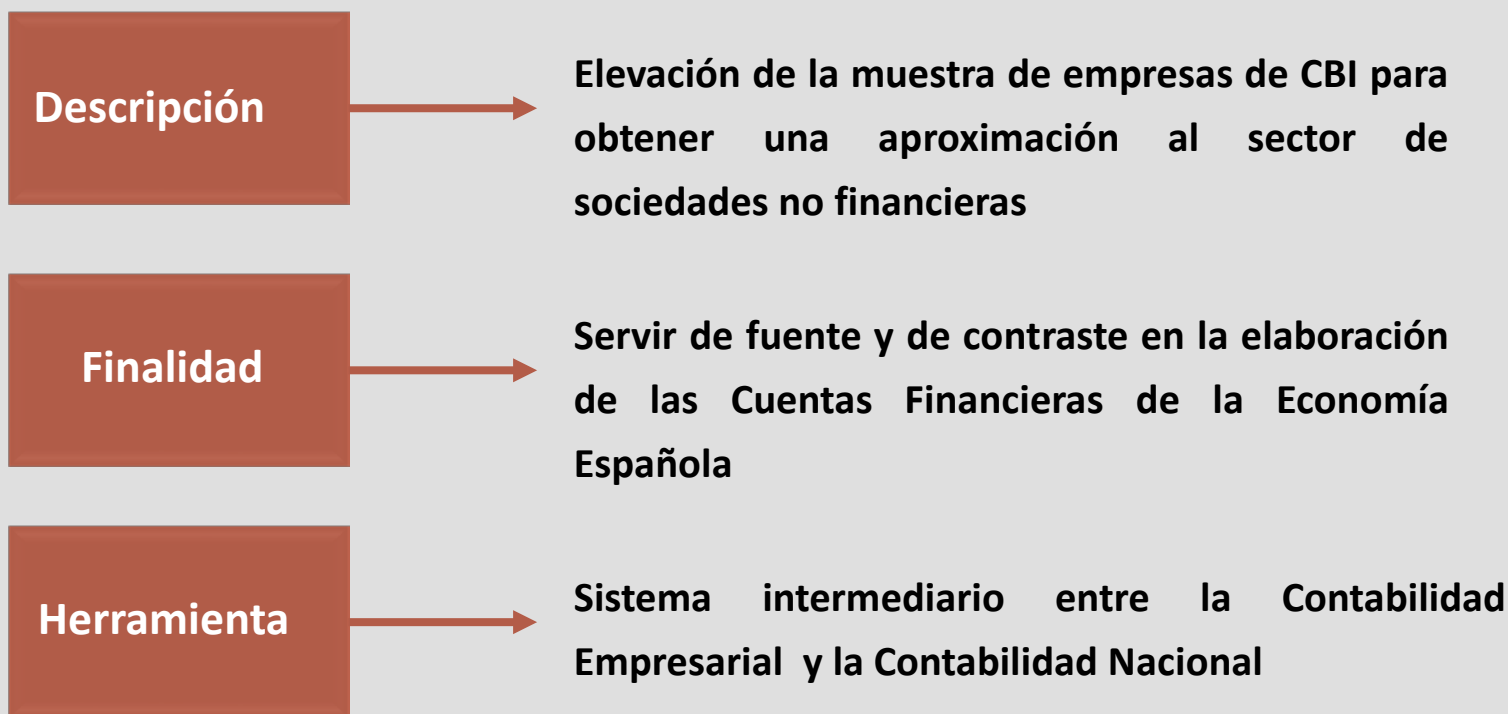 Descripción
Elevación de la muestra de empresas de CBI para
obtener una aproximación al sector de
sociedades no financieras
Finalidad
Servir de fuente y de contraste en la elaboración
de las Cuentas Financieras de la Economía
Española
Herramienta
Sistema intermediario entre la Contabilidad
Empresarial y la Contabilidad Nacional